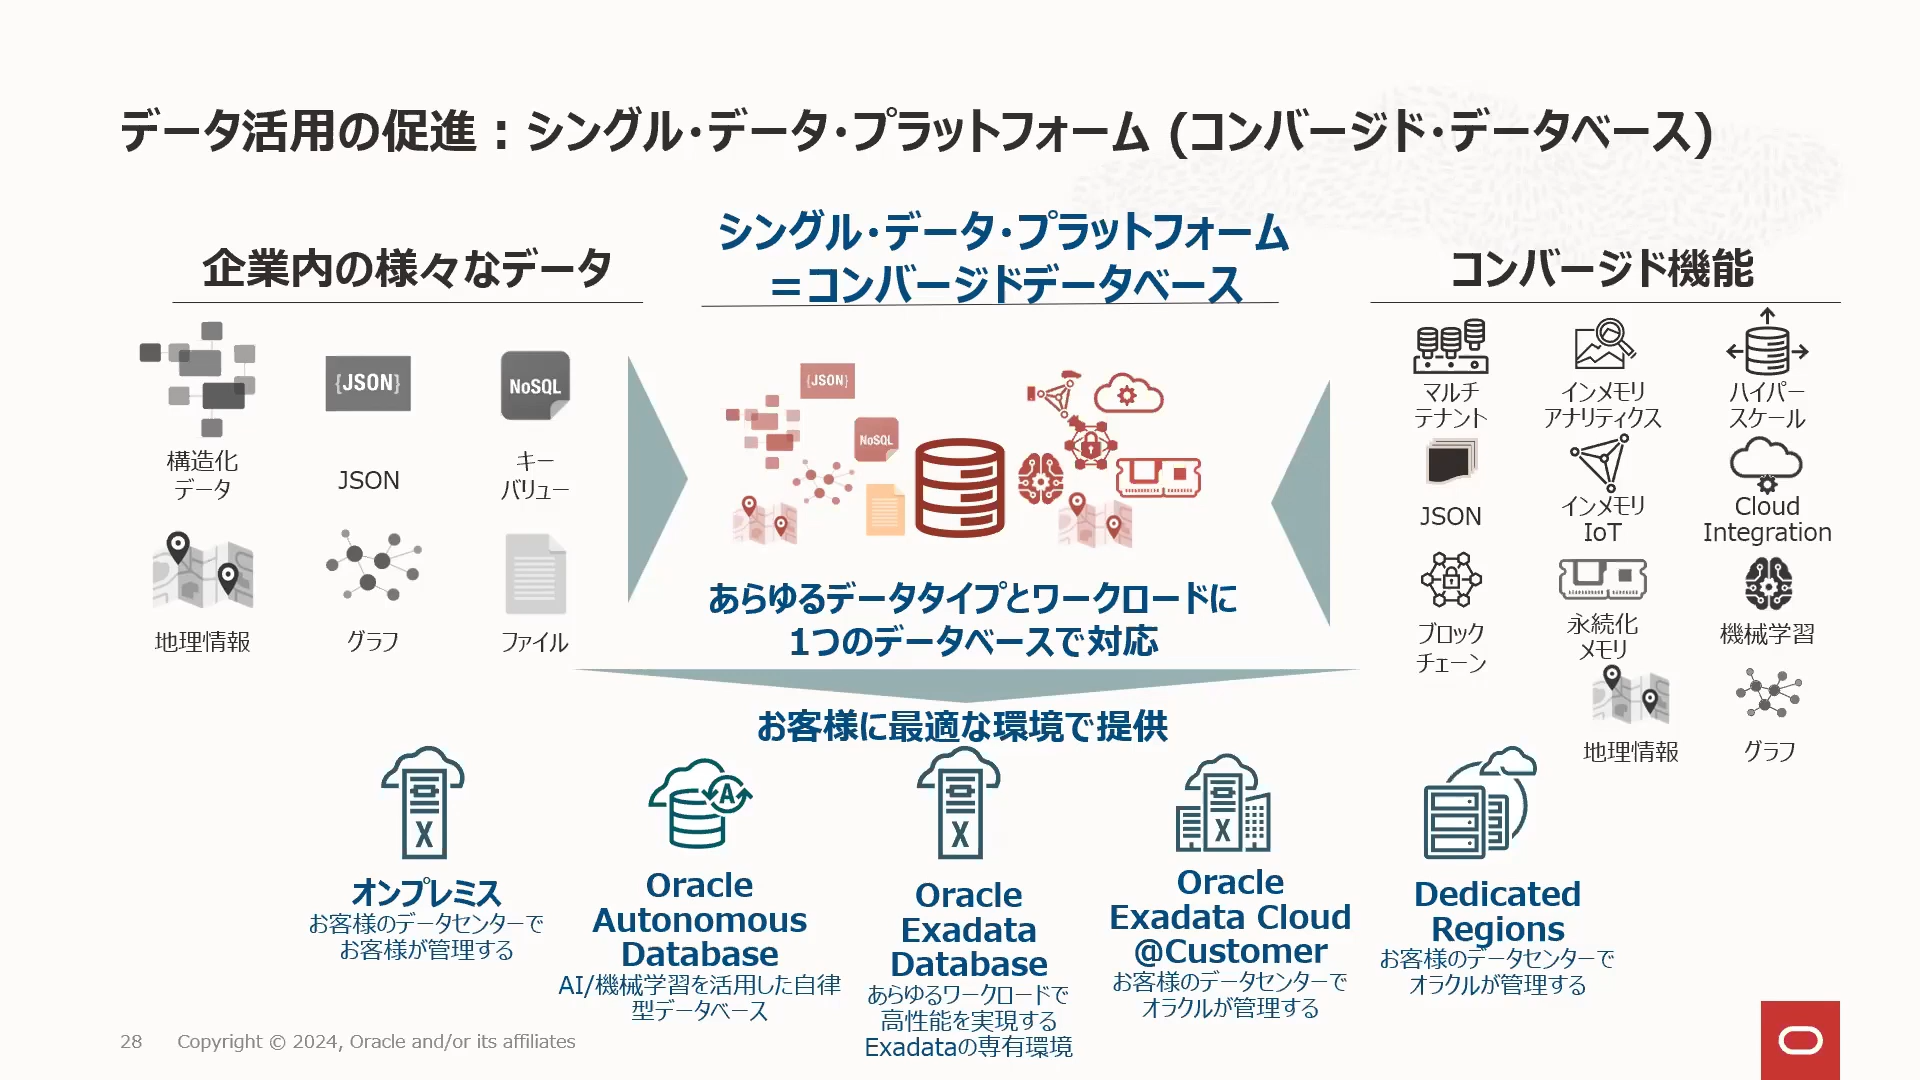 データ活用の促進：シングル・データ・プラットフォーム (コンバージド・データベース)
企業内の様々なデータ
構造化
データ
{JSON}
JSON
NoSQL
キー
バリュー
地理情報
グラフ
ファイル
シングル・データ・プラットフォーム
＝コンバージドデータベース
{JSON}
NoSQL
あらゆるデータタイプとワークロードに
1つのデータベースで対応
コンバージド機能
マルチ
テナント
インメモリ
アナリティクス
ハイパー
スケール
JSON
インメモリ
IoT
Cloud
Integration
ブロック
チェーン
永続化
メモリ
機械学習
地理情報
グラフ
お客様に最適な環境で提供
X
オンプレミス
お客様のデータセンターで
お客様が管理する
A
Oracle
Autonomous
Database
AI/機械学習を活用した自律
型データベース
X
Oracle
Exadata
Database
あらゆるワークロードで
高性能を実現する
Exadataの専有環境
X
Oracle
Exadata Cloud
@Customer
お客様のデータセンターで
オラクルが管理する
Dedicated
Regions
お客様のデータセンターで
オラクルが管理する
28 Copyright © 2024, Oracle and/or its affiliates